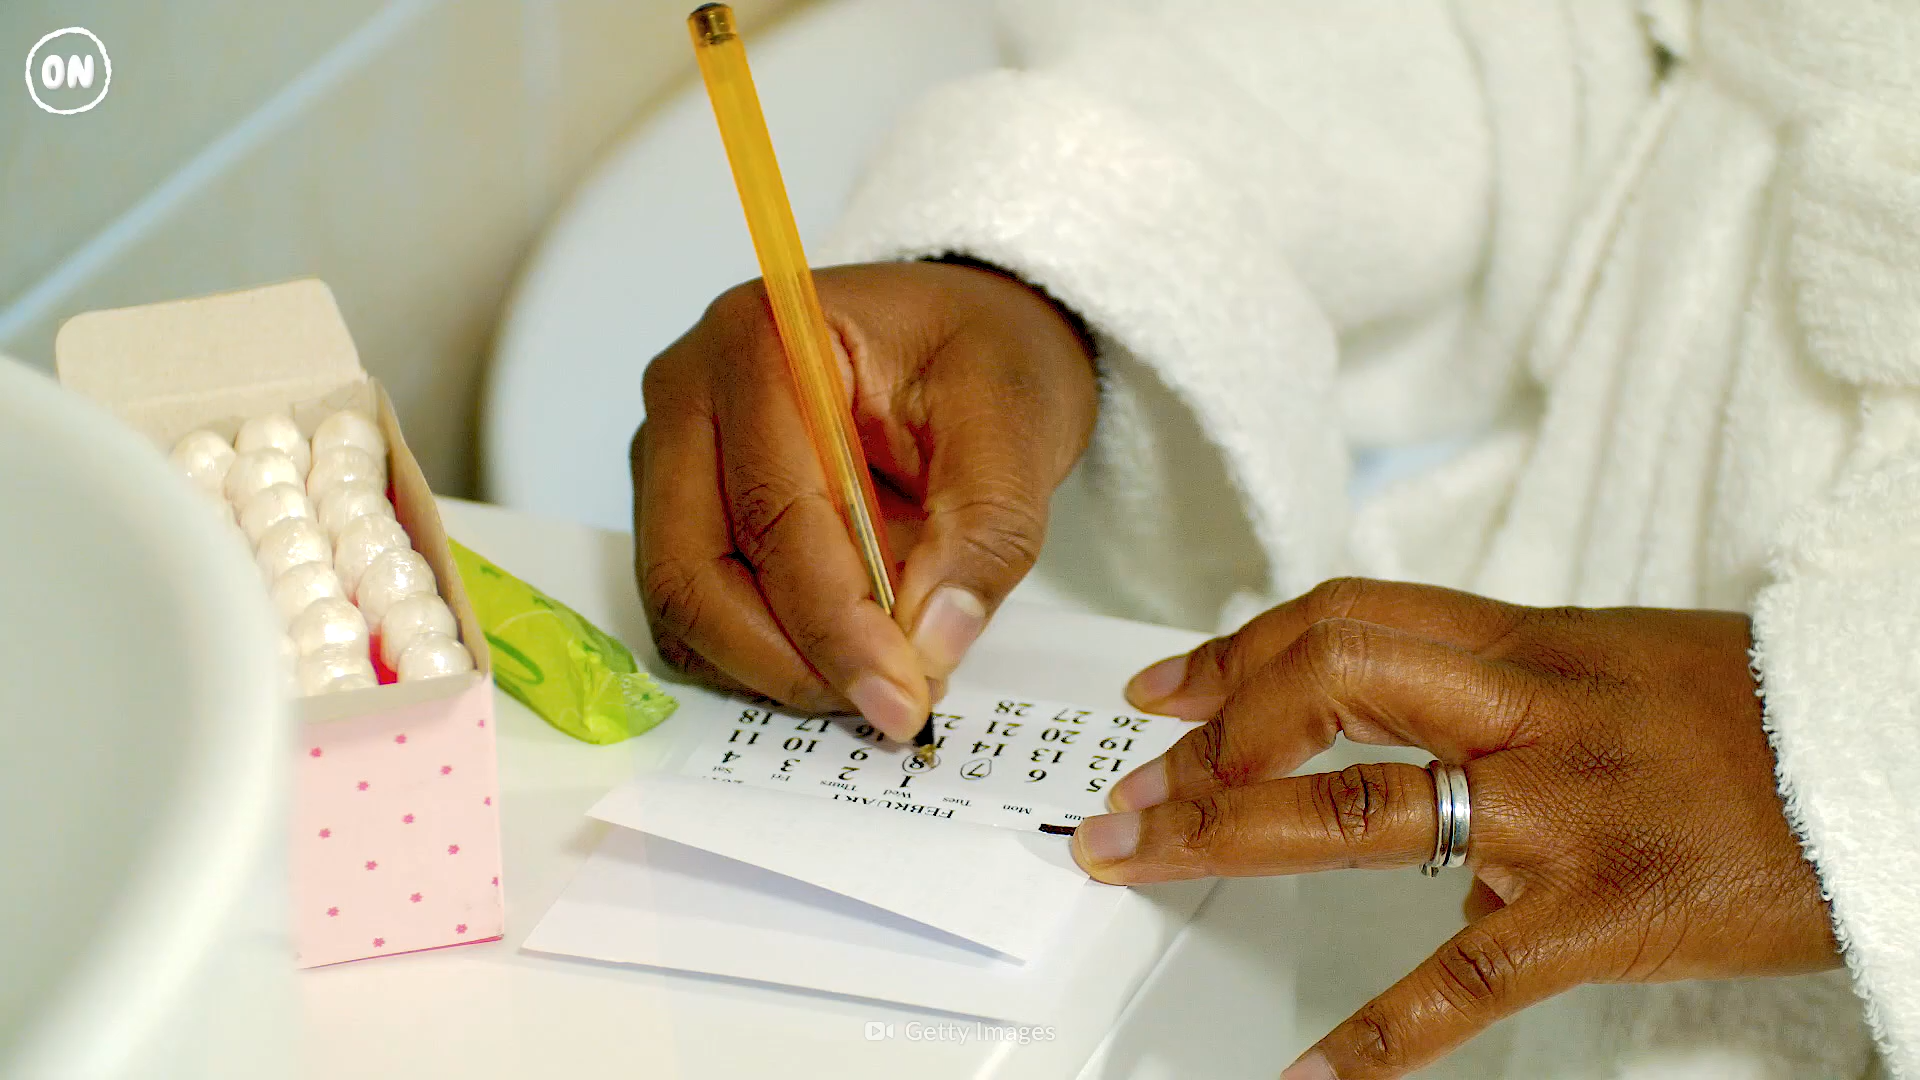 ON
FEBRUARY
Mon Tues Wed Thurs Fri Sat
1 2 3 4
5 6 7 8 9 10 11
12 13 14 16 17 18
19 20 21
26 27 28
Getty Images